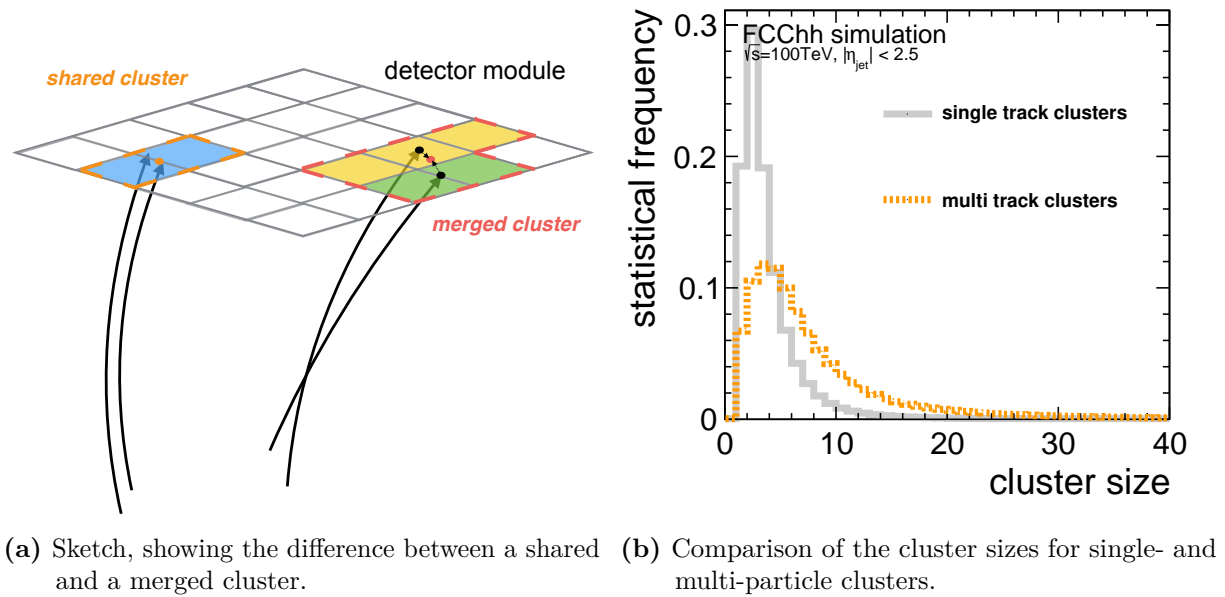 shared cluster
detector module
merged cluster
statistical frequency
0.3
0.2
0.1
0
FCChh simulation
√s=100TeV, |η_jet| < 2.5
single track clusters
multi track clusters
0 10 20 30 40
cluster size
(a) Sketch, showing the difference between a shared
and a merged cluster.
(b) Comparison of the cluster sizes for single- and
multi-particle clusters.